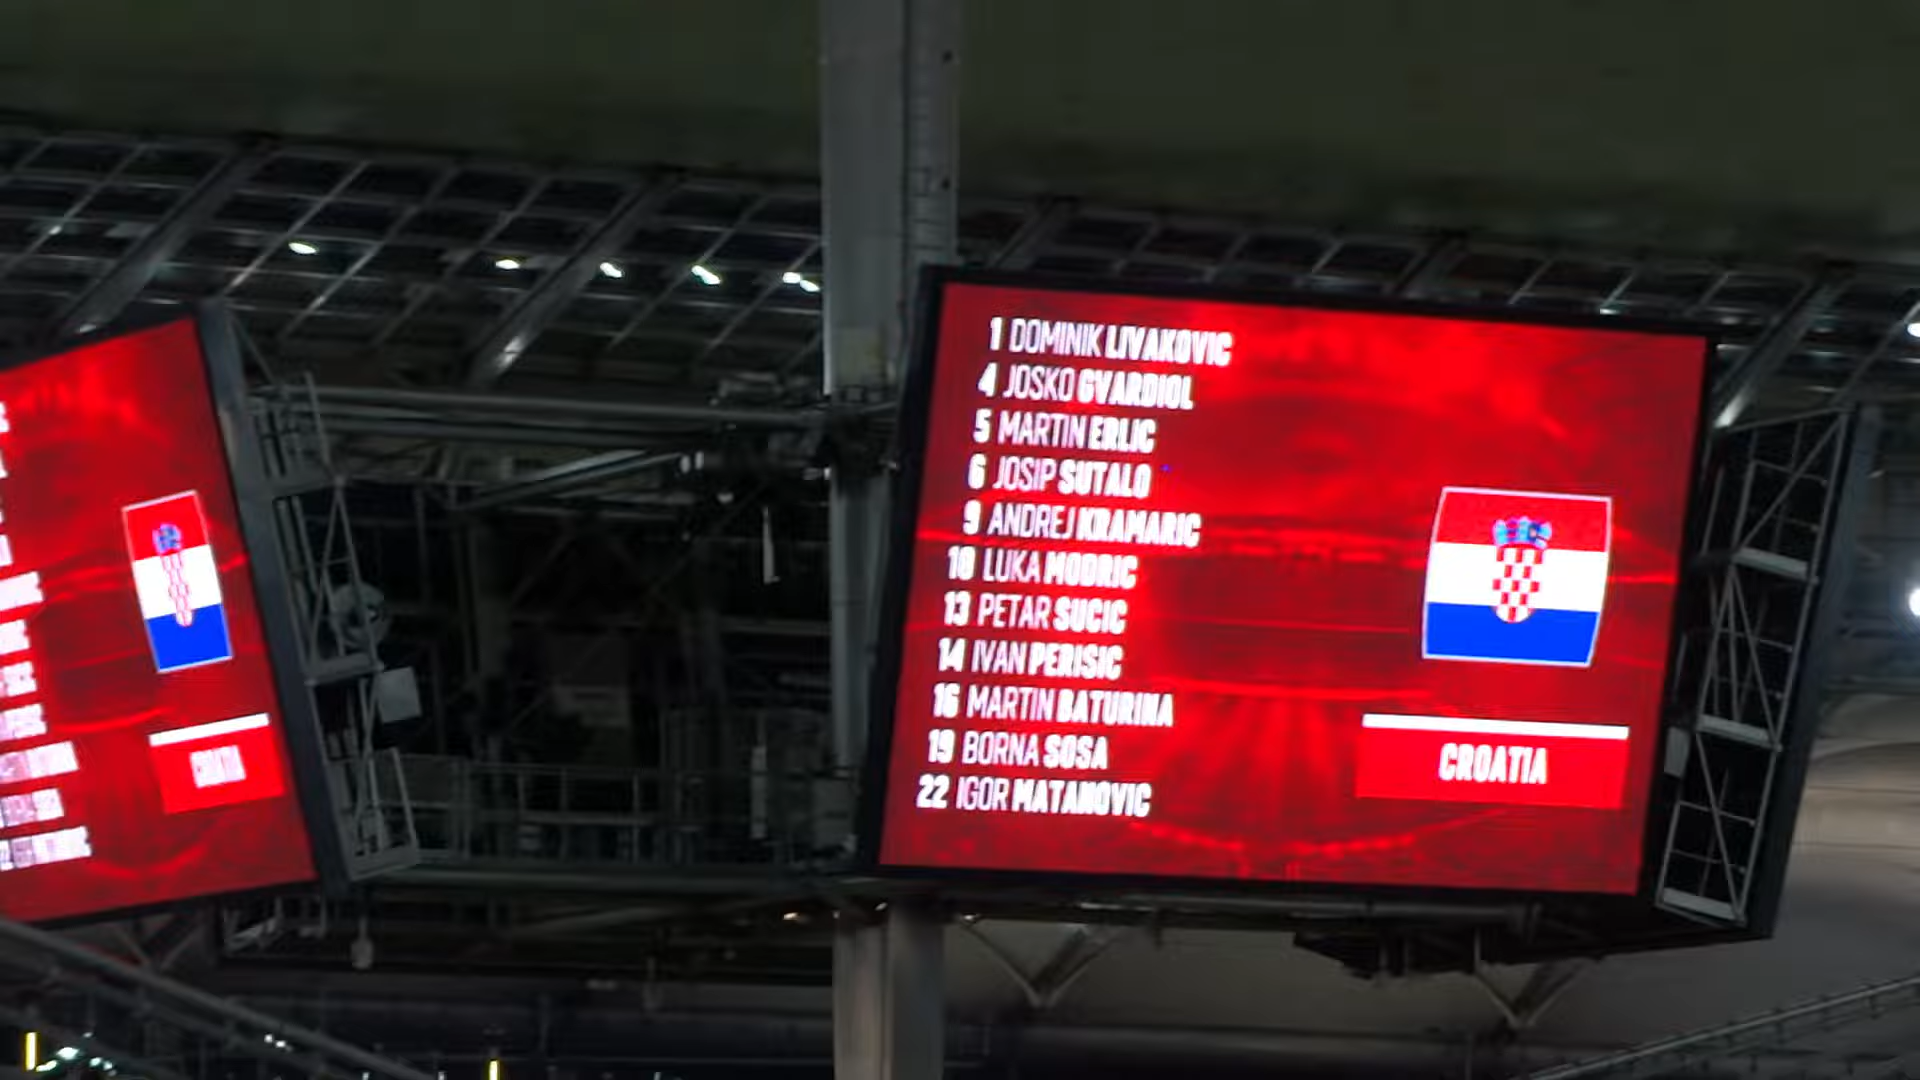 1 DOMINIK LIVAKOVIC
4 JOSKO GVARDIOL
5 MARTIN ERLIC
6 JOSIP SUTALO
9 ANDREJ KRAMARIC
10 LUKA MODRIC
13 PETAR SUCIC
14 IVAN PERISIC
16 MARTIN BATURINA
19 BORNA SOSA
22 IGOR MATANOVIC
CROATIA
CROATIA